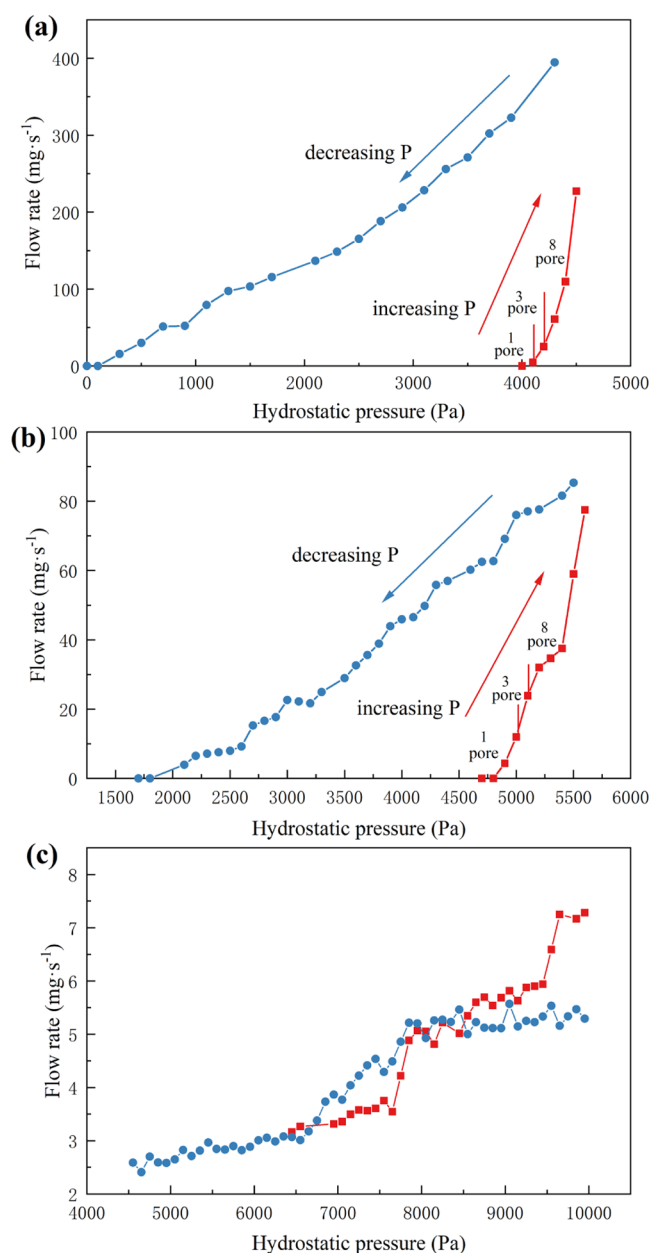 (a)
400
300
200
100
0
Flow rate (mg·s⁻¹)
decreasing P
increasing P
1
pore
3
pore
8
pore
0
1000
2000
3000
4000
5000
Hydrostatic pressure (Pa)
(b)
100
80
60
40
20
0
Flow rate (mg·s⁻¹)
decreasing P
increasing P
1
pore
3
pore
8
pore
1500
2000
2500
3000
3500
4000
4500
5000
5500
6000
Hydrostatic pressure (Pa)
(c)
8
7
6
5
4
3
2
Flow rate (mg·s⁻¹)
4000
5000
6000
7000
8000
9000
10000
Hydrostatic pressure (Pa)